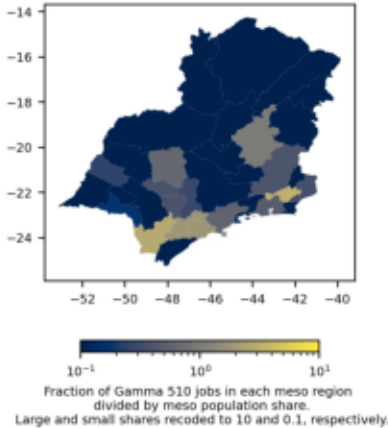 −14
−16
−18
−20
−22
−24
−52 −50 −48 −46 −44 −42 −40
10⁻¹ 10⁰ 10¹
Fraction of Gamma 510 jobs in each meso region
divided by meso population share.
Large and small shares recoded to 10 and 0.1, respectively.